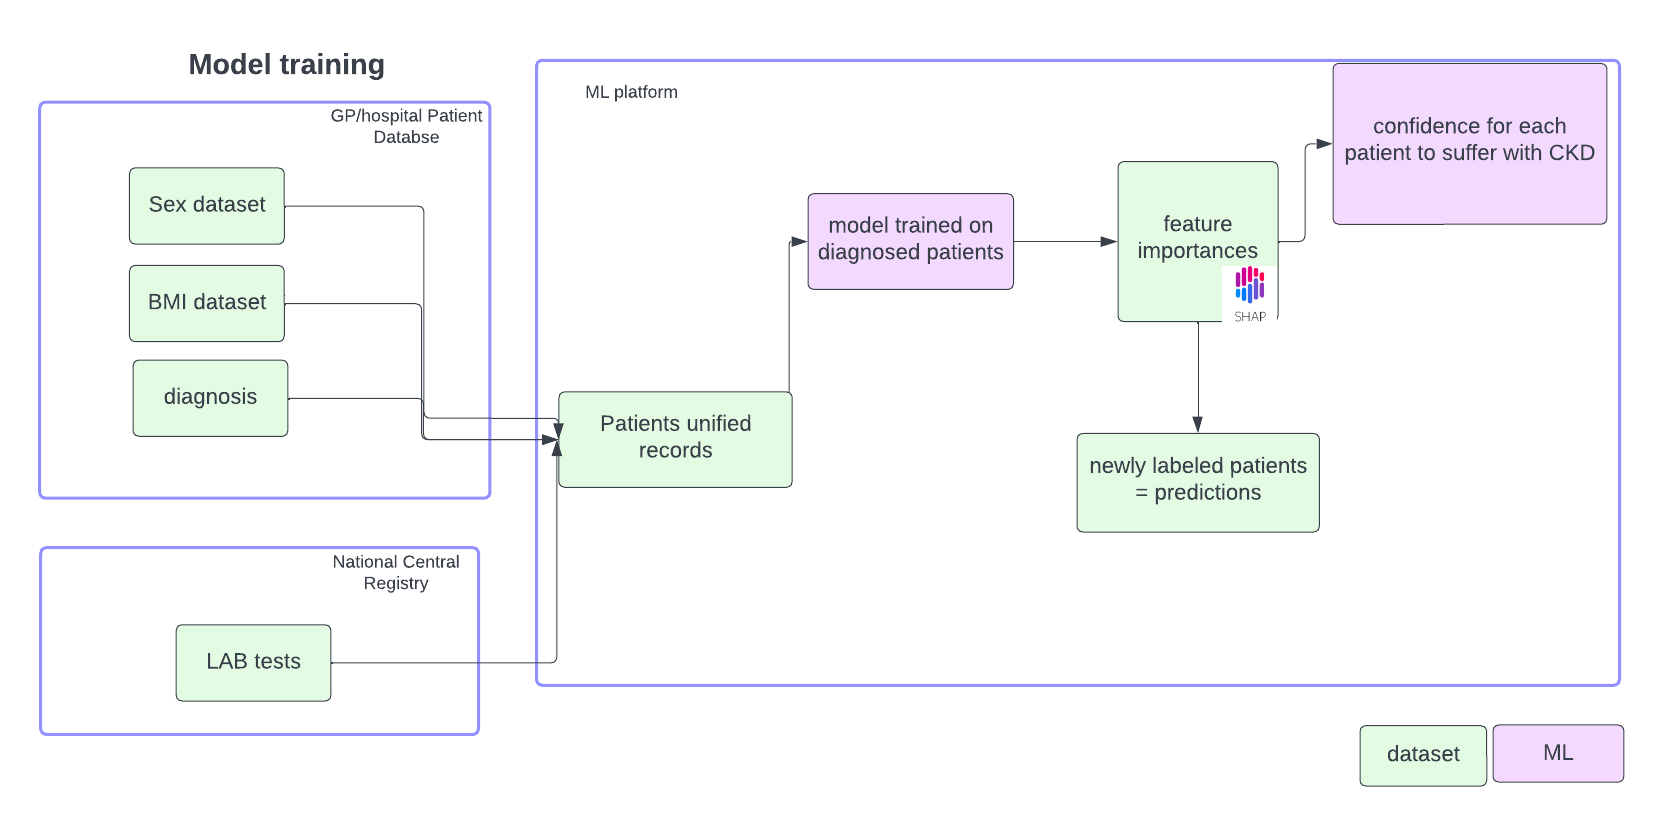 Model training
GP/hospital Patient
Databse
Sex dataset
BMI dataset
diagnosis
National Central
Registry
LAB tests
ML platform
Patients unified
records
model trained on
diagnosed patients
feature
importances
SHAP
confidence for each
patient to suffer with CKD
newly labeled patients
= predictions
dataset
ML